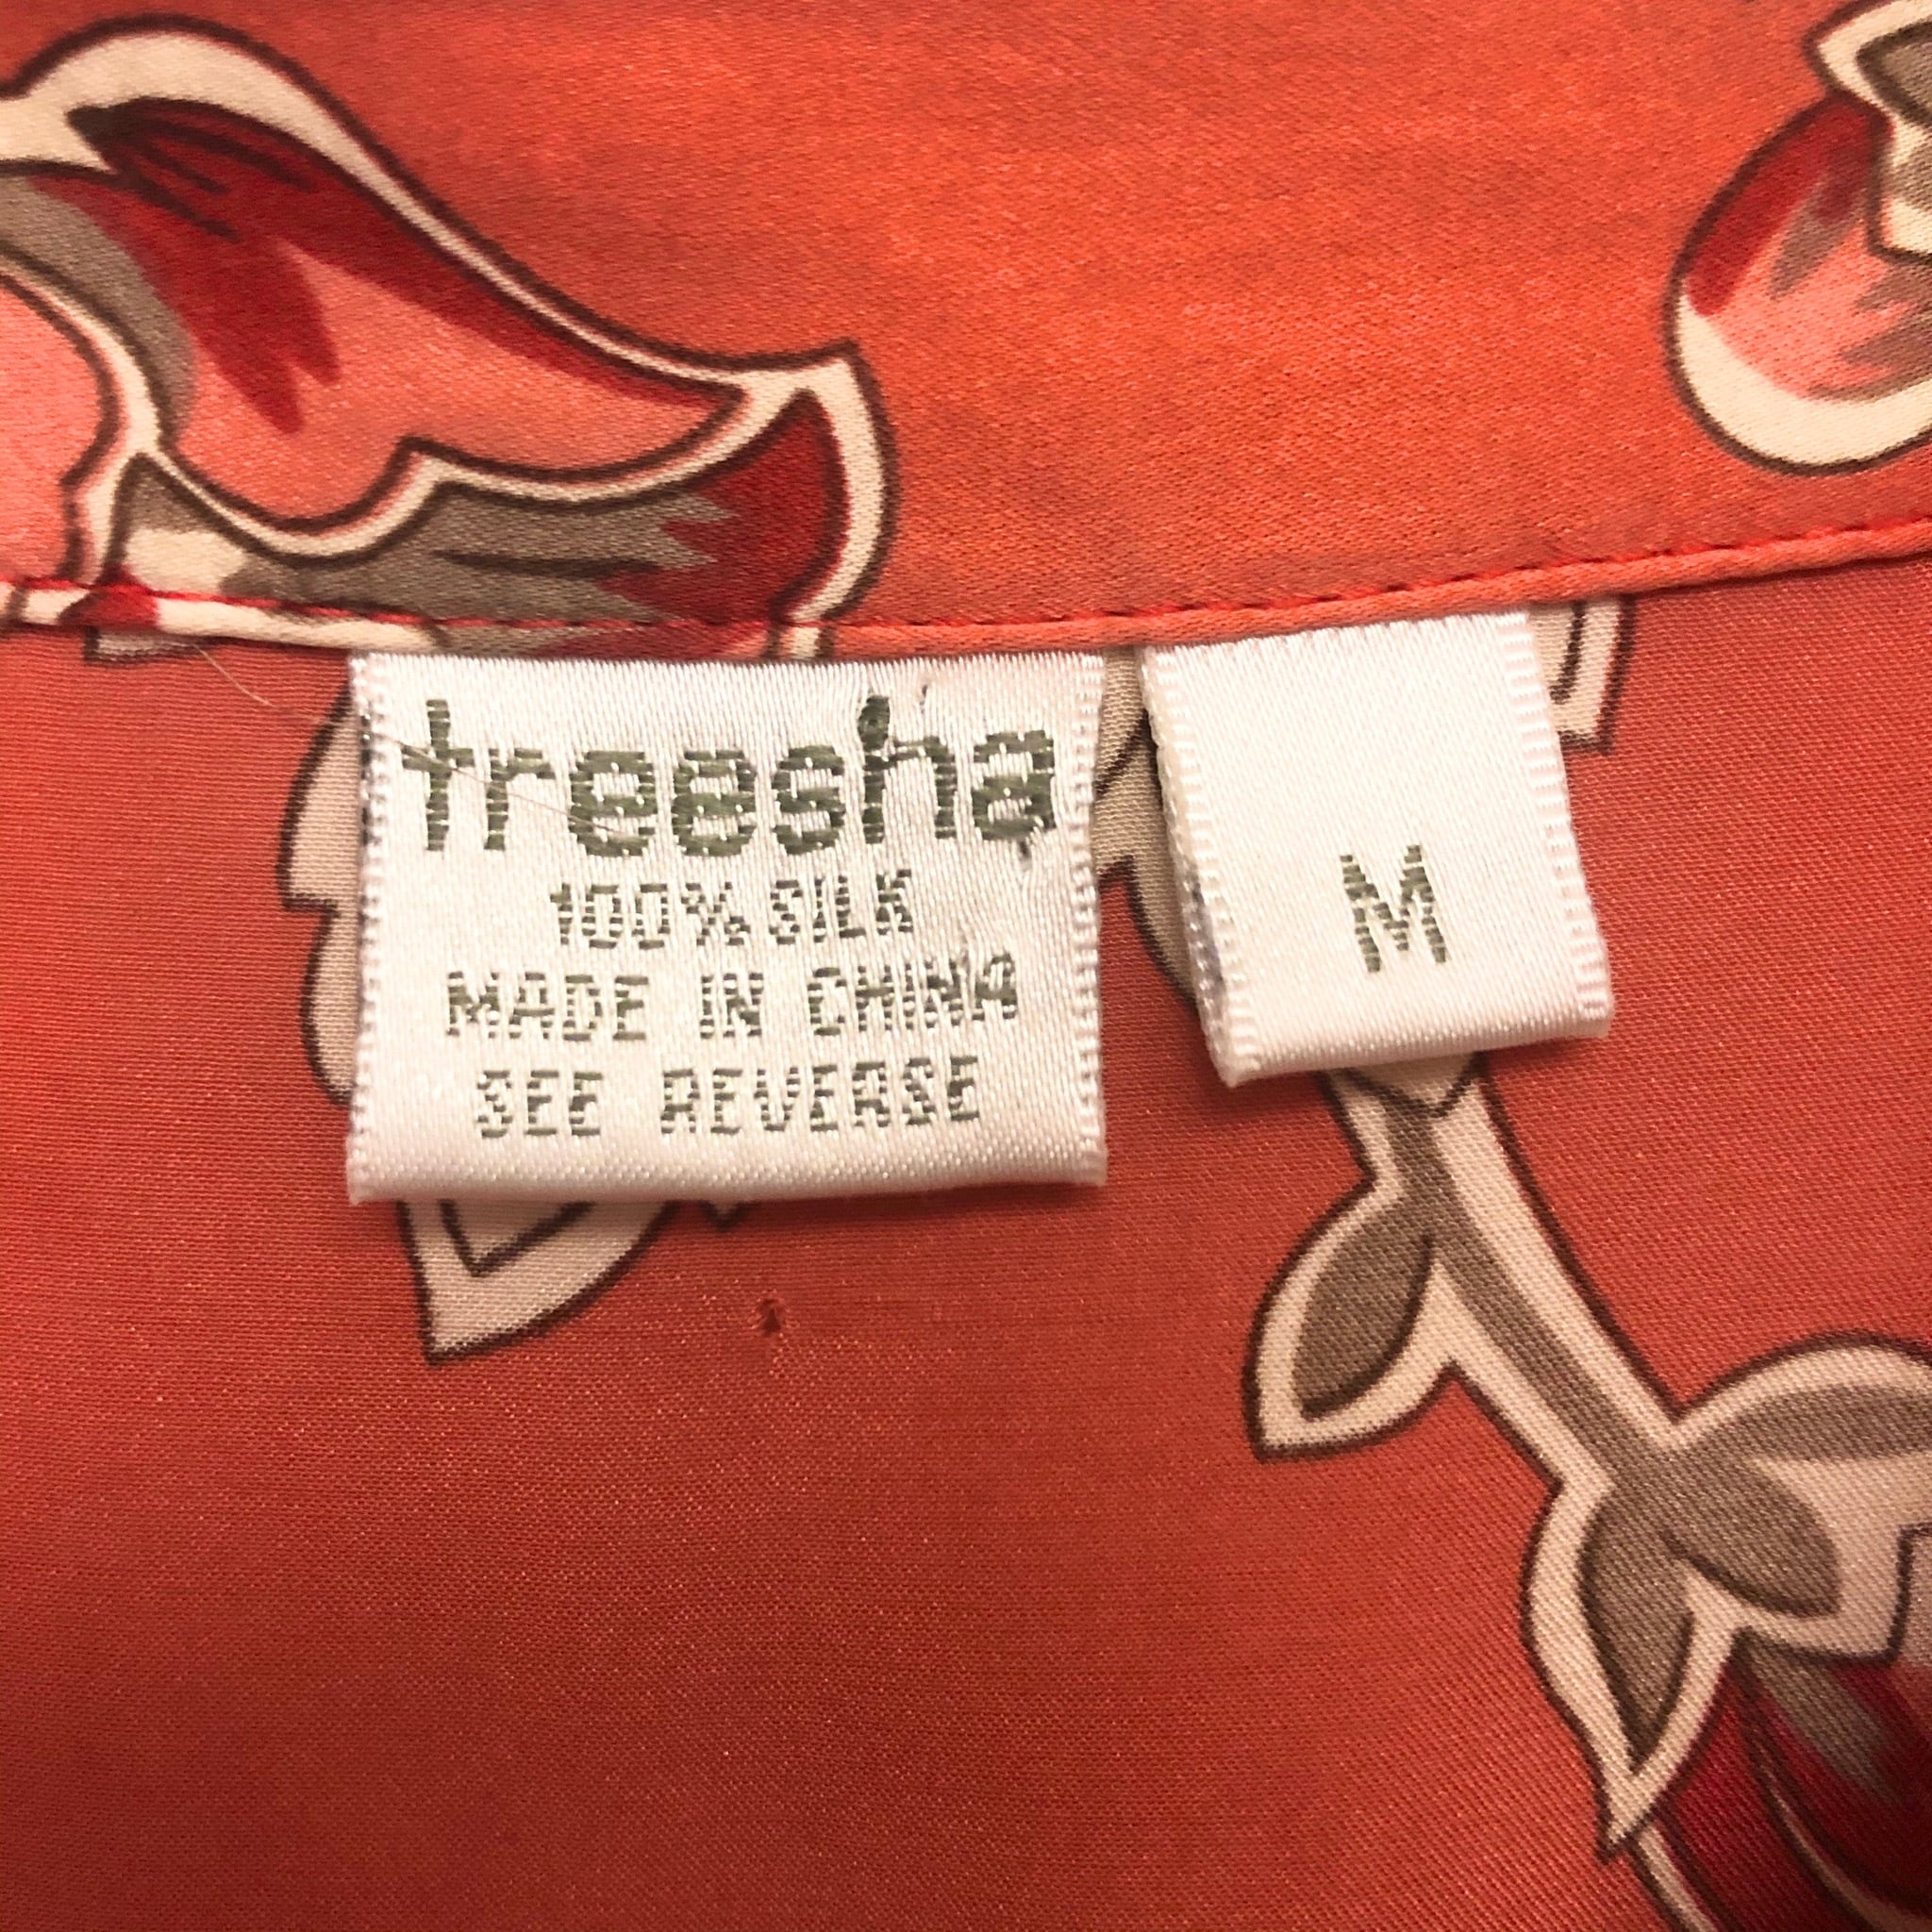 treesha
100% SILK
MADE IN CHINA
SEE REVERSE
M